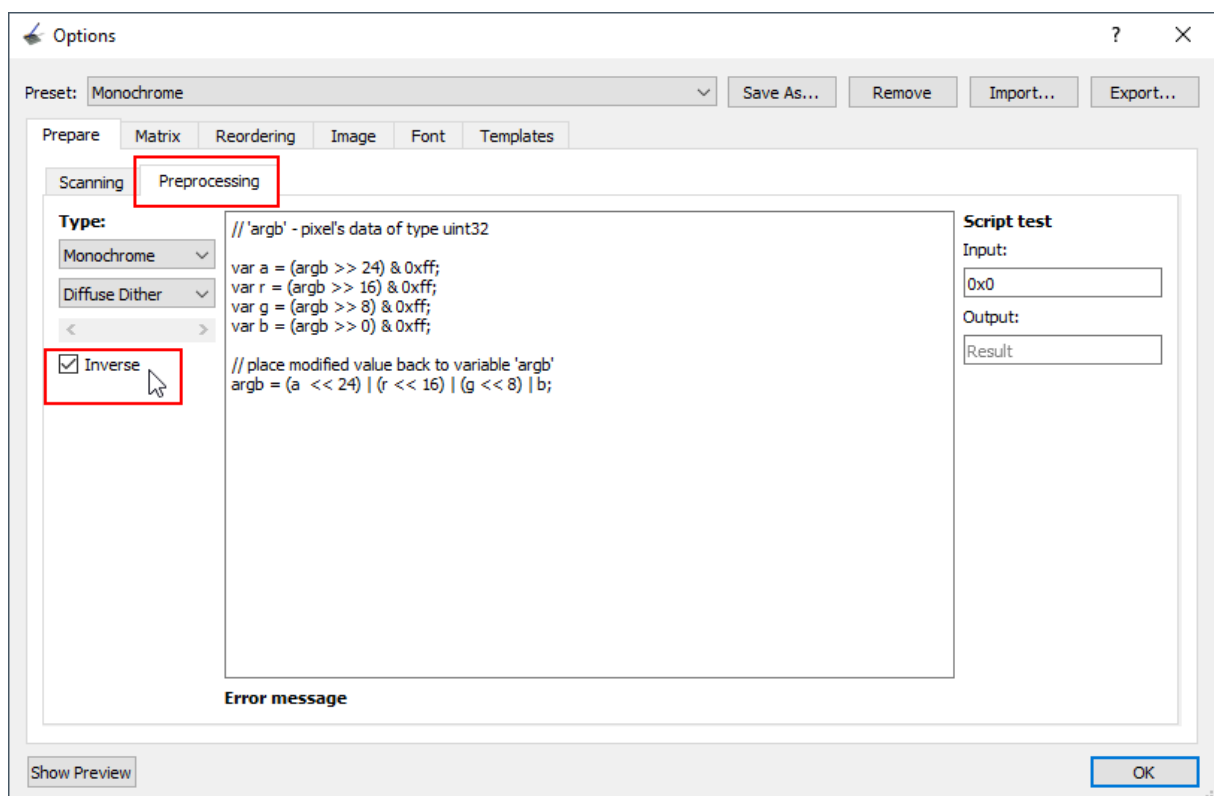 Options
Preset: Monochrome Save As... Remove Import... Export...
Prepare Matrix Reordering Image Font Templates
Scanning Preprocessing
Type:
Monochrome
Diffuse Dither
Inverse
// 'argb' - pixel's data of type uint32
var a = (argb >> 24) & 0xff;
var r = (argb >> 16) & 0xff;
var g = (argb >> 8) & 0xff;
var b = (argb >> 0) & 0xff;
// place modified value back to variable 'argb'
argb = (a  << 24) | (r << 16) | (g << 8) | b;
Error message
Script test
Input:
0x0
Output:
Result
Show Preview OK